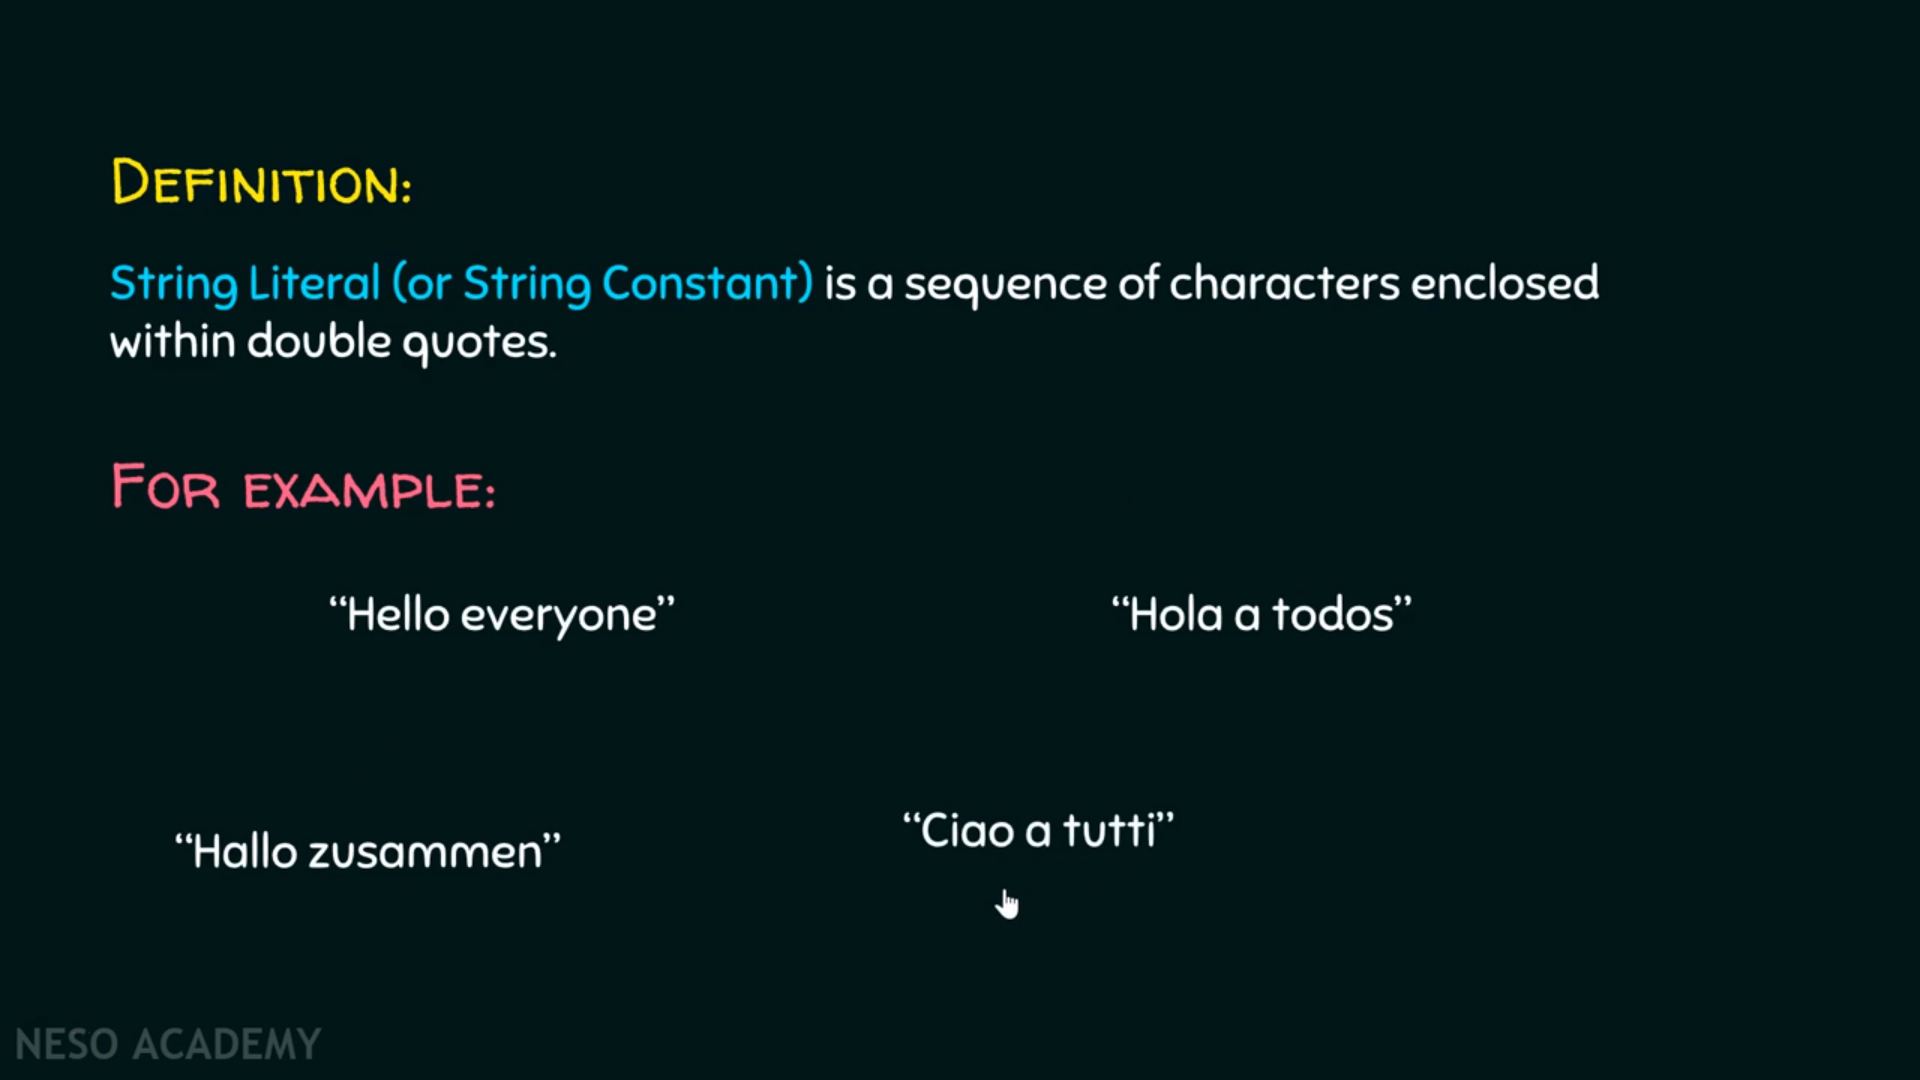 DEFINITION:
String Literal (or String Constant) is a sequence of characters enclosed
within double quotes.
FOR EXAMPLE:
“Hello everyone”
“Hola a todos”
“Hallo zusammen”
“Ciao a tutti”
NESO ACADEMY